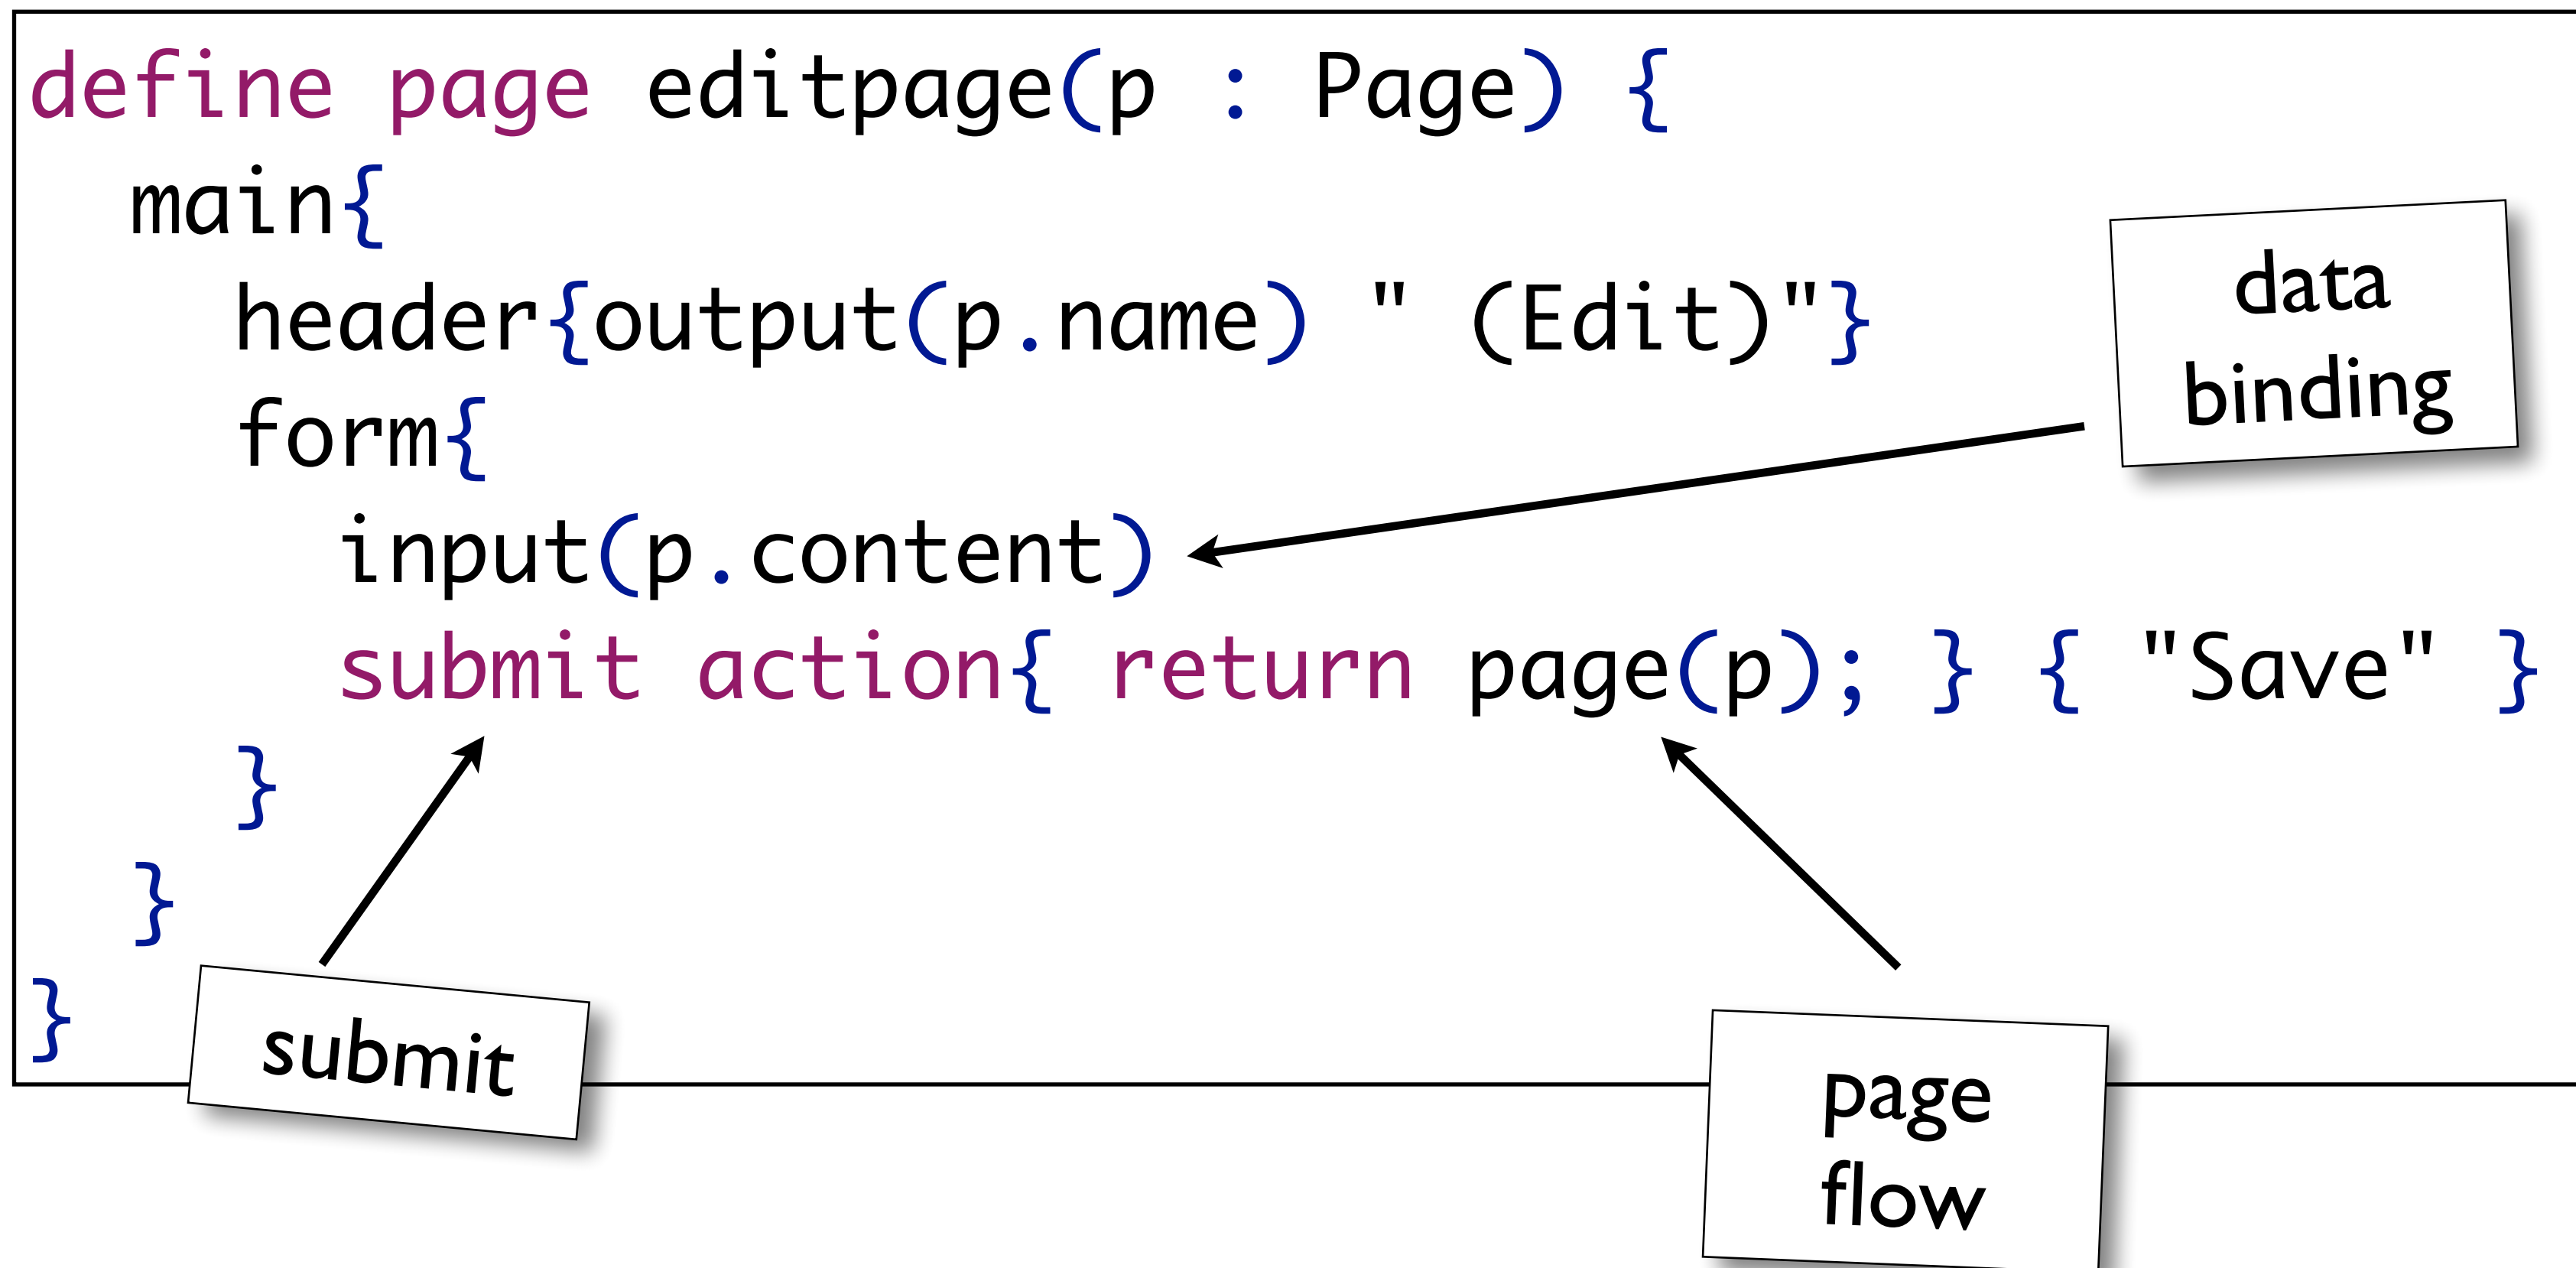 define page editpage(p : Page) {
main{
header{output(p.name) " (Edit)"}
form{
input(p.content)
submit action{ return page(p); } { "Save" }
}
}
}
data
binding
submit
page
flow